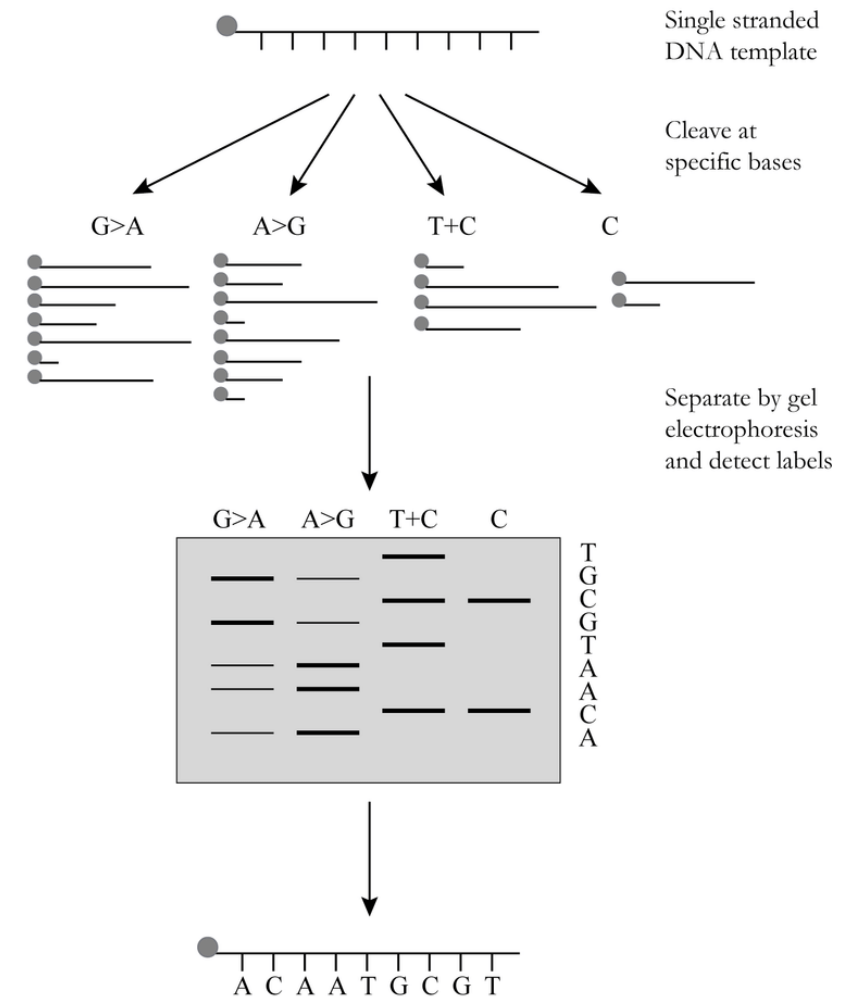 Single stranded
DNA template
Cleave at
specific bases
G>A A>G T+C C
Separate by gel
electrophoresis
and detect labels
G>A A>G T+C C
T
G
C
G
T
A
A
C
A
A C A A T G C G T